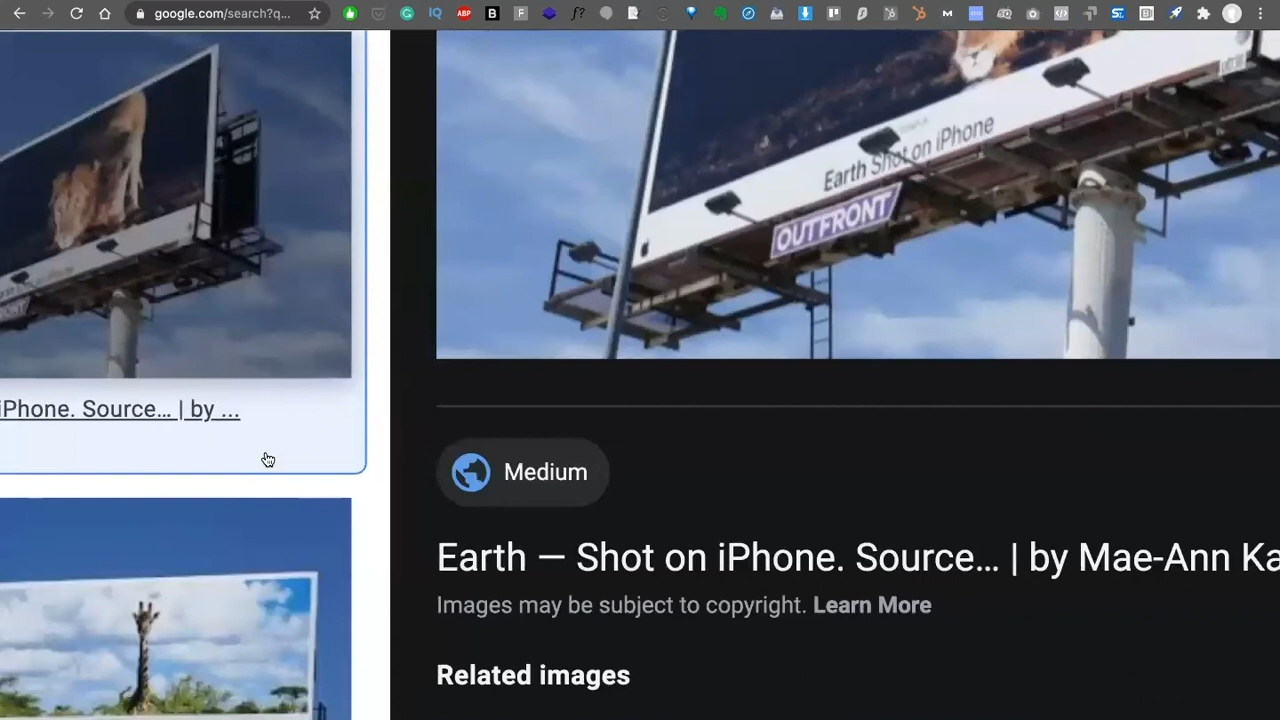 google.com/search?q...
ABP
Earth Shot on iPhone
OUTFRONT
iPhone. Source... | by ...
Medium
Earth — Shot on iPhone. Source... | by Mae-Ann Ka
Images may be subject to copyright. Learn More
Related images